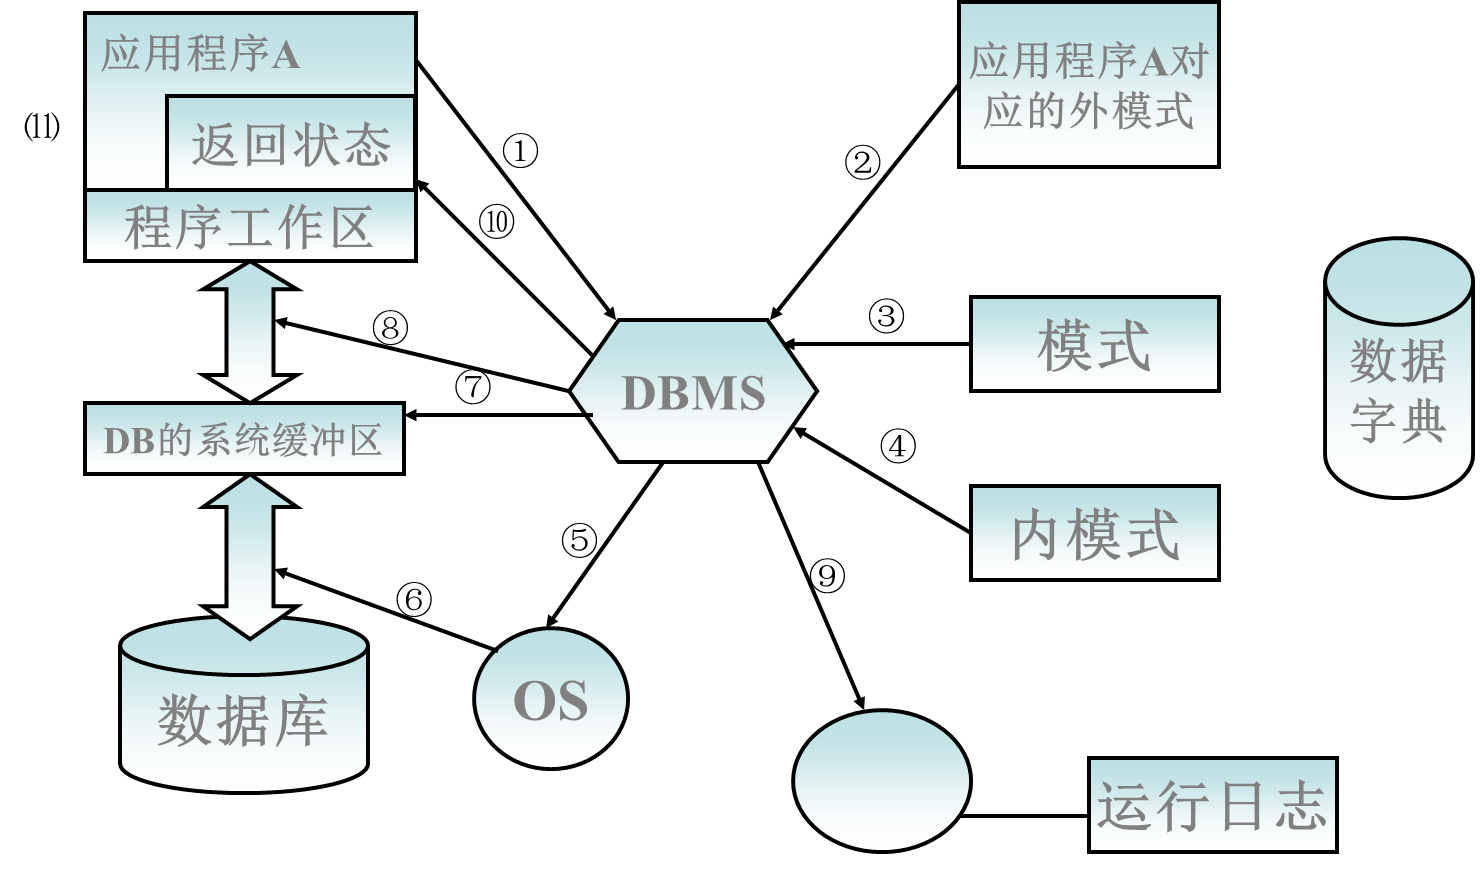 应用程序A
⑾
返回状态
程序工作区
①
⑩
②
应用程序A对
应的外模式
③
模式
数据
字典
⑧
⑦
DBMS
DB的系统缓冲区
④
内模式
⑤
⑥
⑨
数据库
OS
运行日志